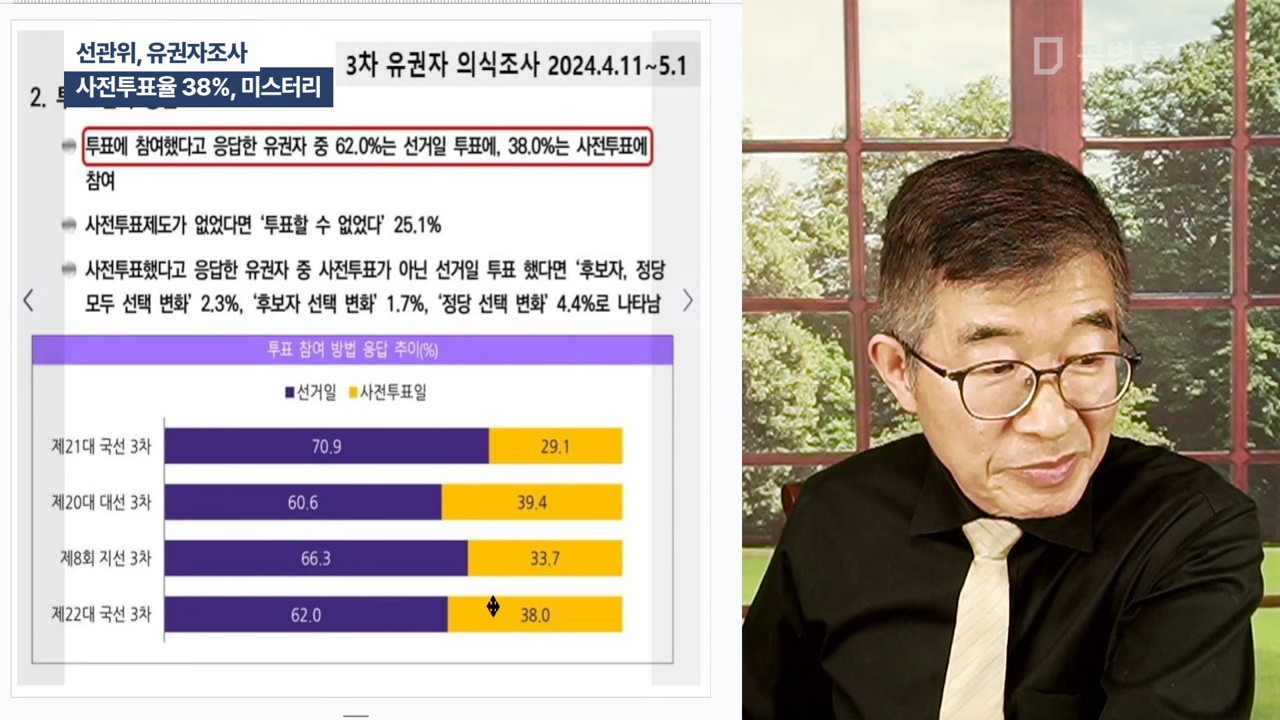 선관위, 유권자조사
사전투표율 38%, 미스터리
3차 유권자 의식조사 2024.4.11~5.1
2. 투
투표에 참여했다고 응답한 유권자 중 62.0%는 선거일 투표에, 38.0%는 사전투표에
참여
사전투표제도가 없었다면 '투표할 수 없었다' 25.1%
사전투표했다고 응답한 유권자 중 사전투표가 아닌 선거일 투표 했다면 '후보자, 정당
모두 선택 변화' 2.3%, '후보자 선택 변화' 1.7%, '정당 선택 변화' 4.4%로 나타남
투표 참여 방법 응답 추이(%)
선거일 사전투표일
제21대 국선 3차 70.9 29.1
제20대 대선 3차 60.6 39.4
제8회 지선 3차 66.3 33.7
제22대 국선 3차 62.0 38.0